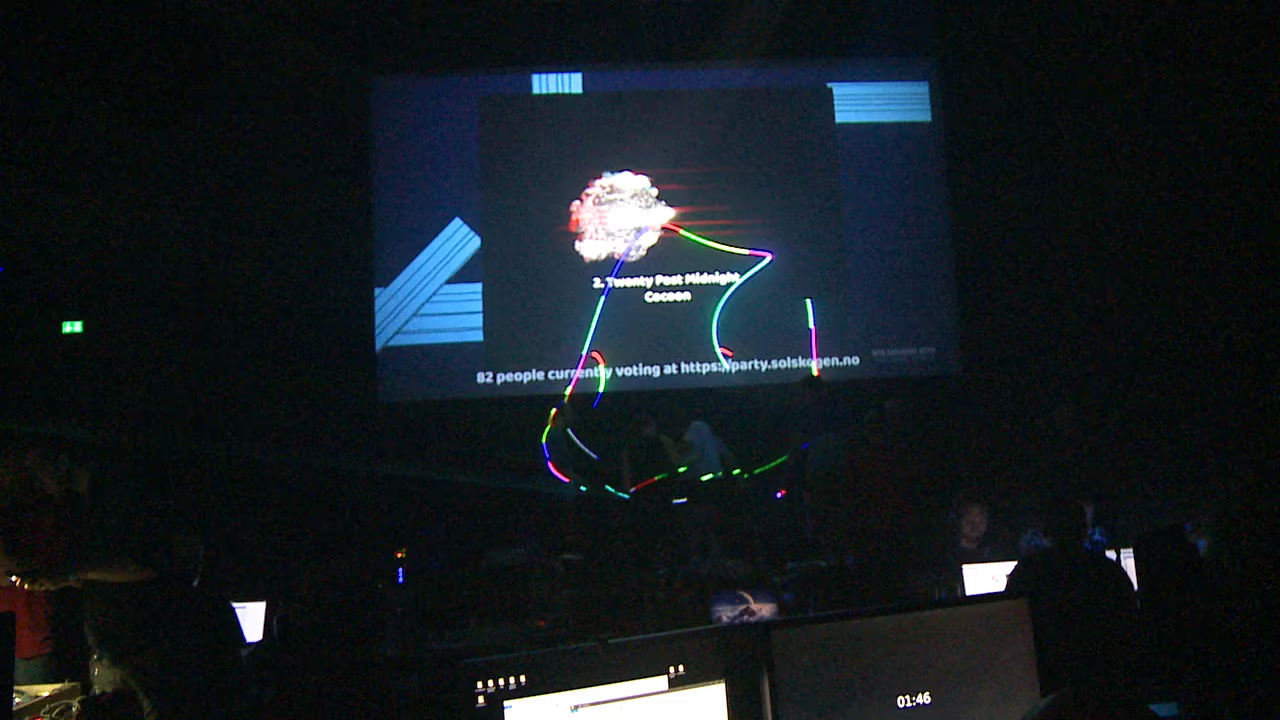 2. Twenty Past Midnight
Cocoon
82 people currently voting at https://party.solskogen.no
01:46